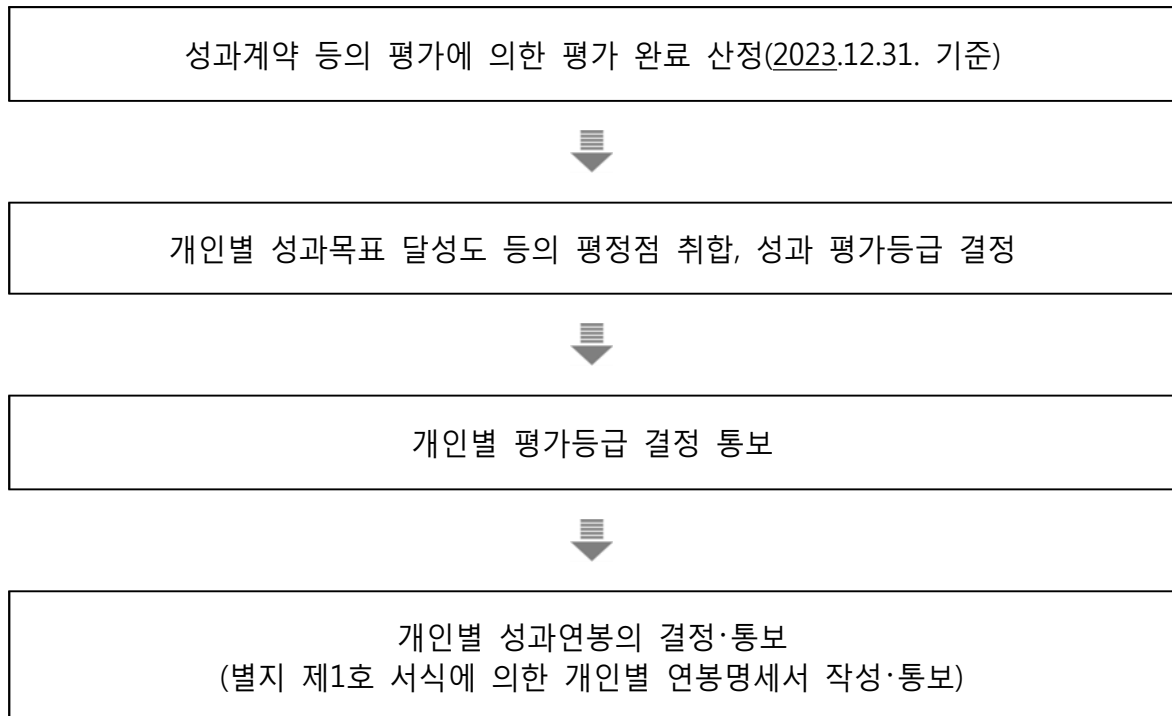 성과계약 등의 평가에 의한 평가 완료 산정(2023.12.31. 기준)
개인별 성과목표 달성도 등의 평정점 취합, 성과 평가등급 결정
개인별 평가등급 결정 통보
개인별 성과연봉의 결정·통보
(별지 제1호 서식에 의한 개인별 연봉명세서 작성·통보)